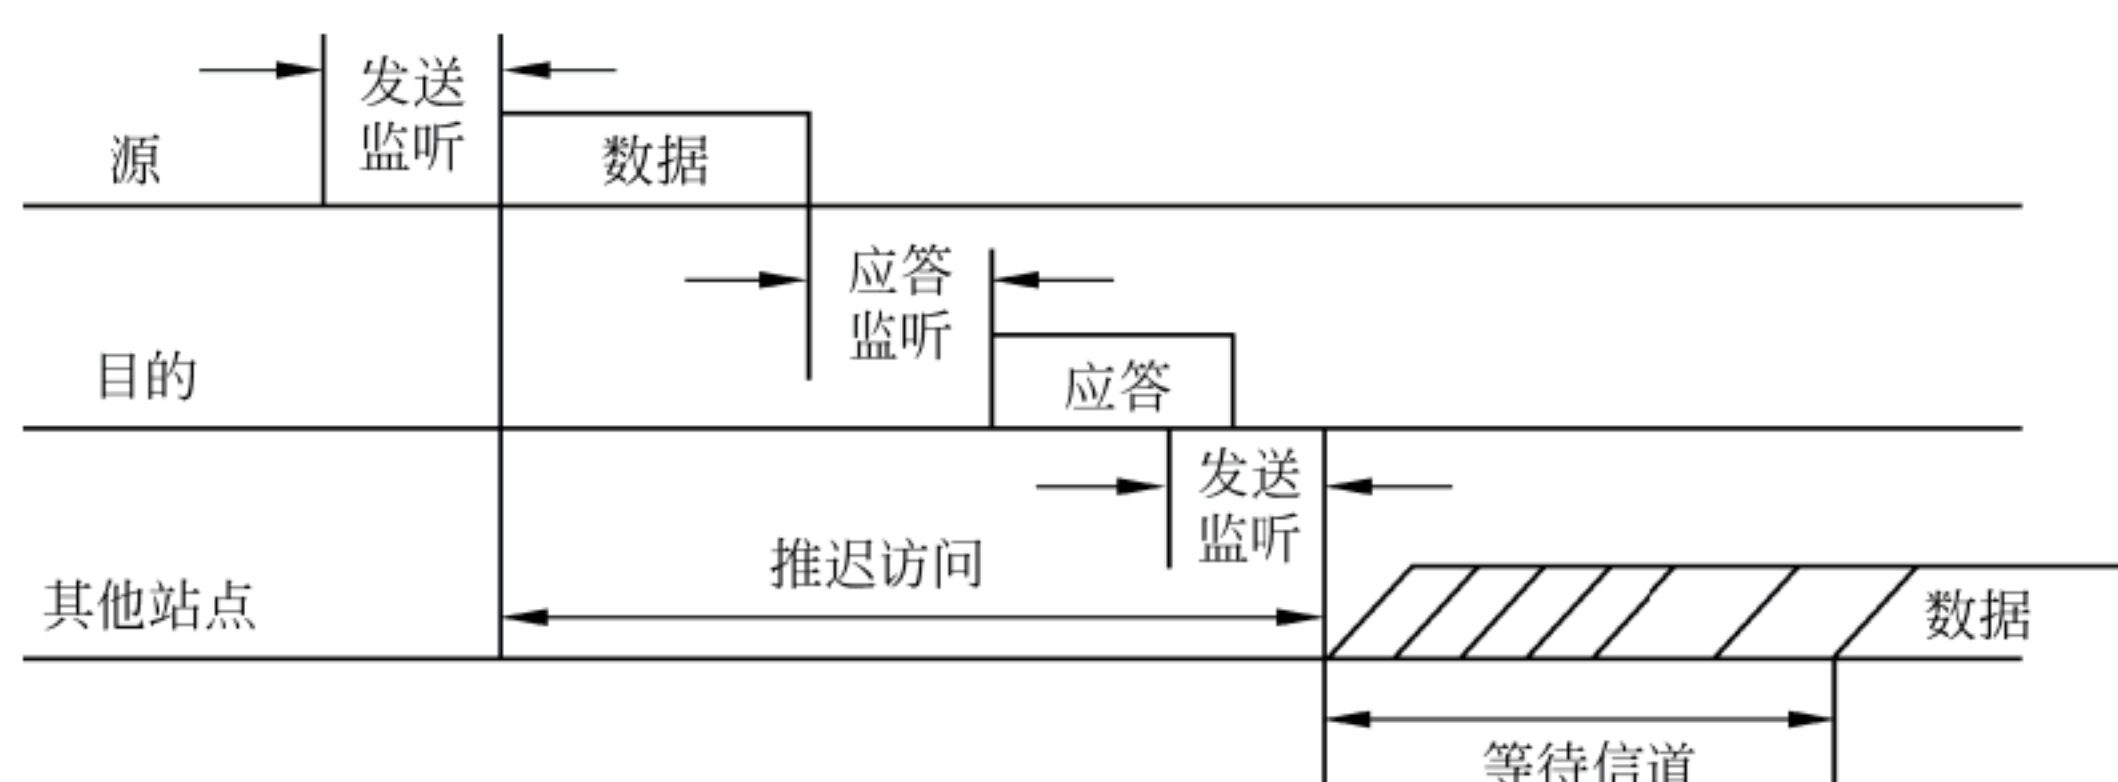 发送
监听
源
数据
应答
监听
目的
应答
发送
监听
推迟访问
其他站点
数据
等待信道